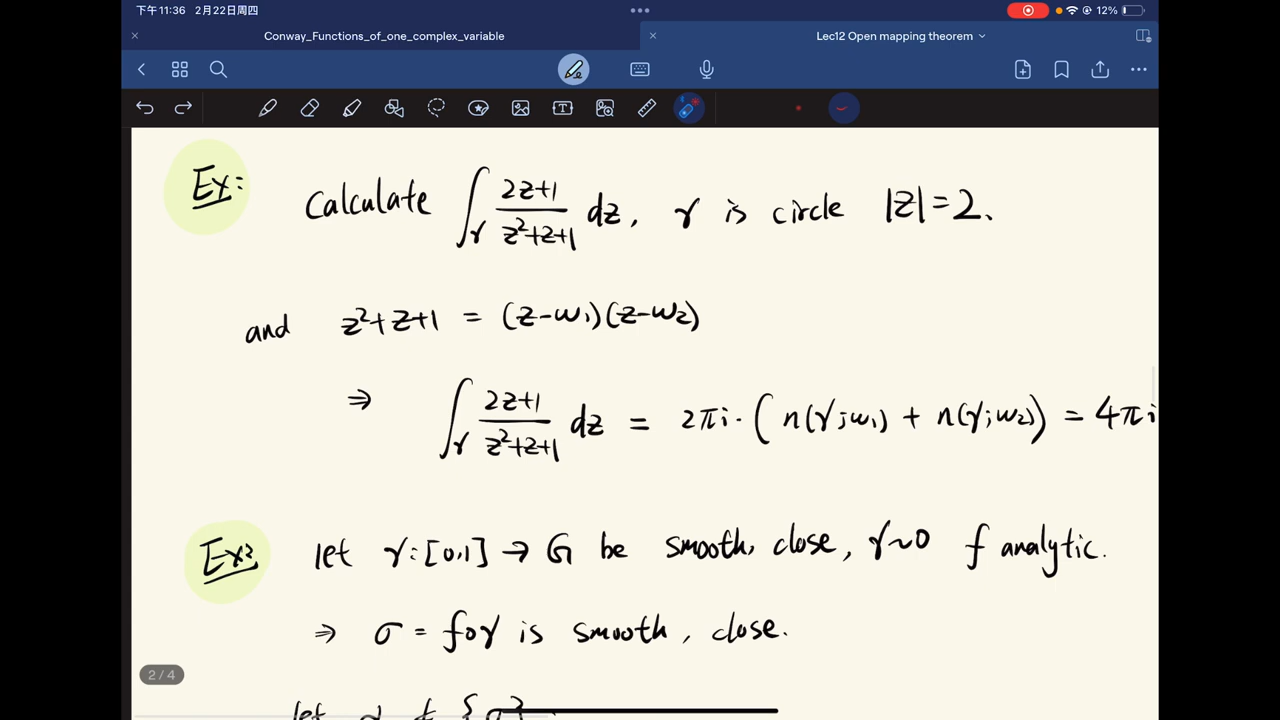 下午11:36 2月22日周四
12%
Conway_Functions_of_one_complex_variable
Lec12 Open mapping theorem
Ex: Calculate ∫_γ (2z+1)/(z²+z+1) dz, γ is circle |z|=2.
and z²+z+1 = (z-w₁)(z-w₂)
⇒ ∫_γ (2z+1)/(z²+z+1) dz = 2πi·(n(γ;w₁) + n(γ;w₂)) = 4πi
Ex: let γ:[0,1] → G be smooth, close, γ~0 f analytic.
⇒ σ = f∘γ is smooth, close.
2 / 4
let α ∉ {σ}